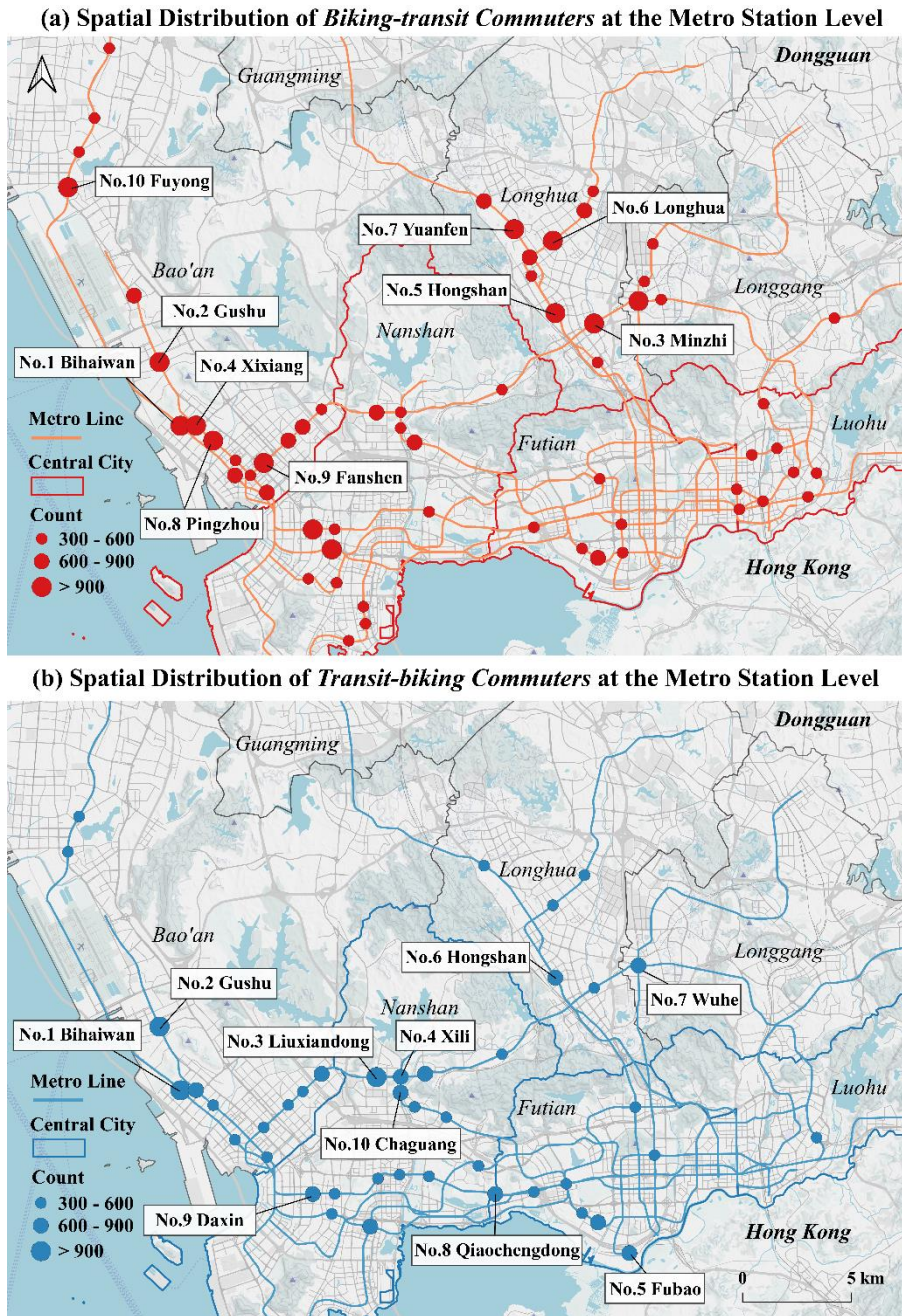 (a) Spatial Distribution of Biking-transit Commuters at the Metro Station Level
Dongguan
Guangming
No.10 Fuyong
Longhua
No.6 Longhua
No.7 Yuanfen
Bao'an
No.5 Hongshan
Longgang
No.2 Gushu
Nanshan
No.3 Minzhi
No.1 Bihaiwan
No.4 Xixiang
Metro Line
Luohu
Futian
Central City
No.9 Fanshen
Count
No.8 Pingzhou
300 - 600
600 - 900
Hong Kong
> 900
(b) Spatial Distribution of Transit-biking Commuters at the Metro Station Level
Dongguan
Guangming
Longhua
Bao'an
No.6 Hongshan
Longgang
No.2 Gushu
Nanshan
No.7 Wuhe
No.1 Bihaiwan
No.3 Liuxiandong
No.4 Xili
Metro Line
Luohu
Futian
Central City
No.10 Chaguang
Count
300 - 600
600 - 900
No.9 Daxin
Hong Kong
> 900
No.8 Qiaochengdong
No.5 Fubao
0 5 km